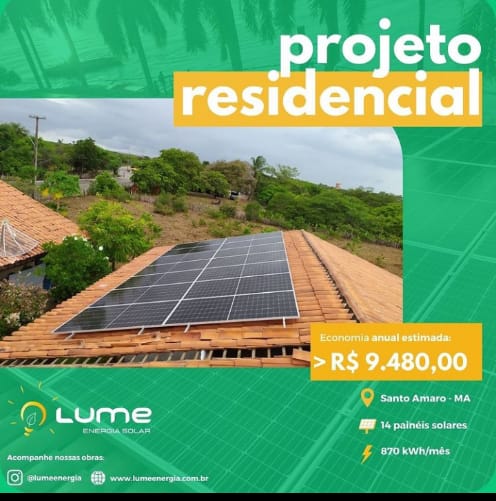 projeto
residencial
Economia anual estimada:
> R$ 9.480,00
Santo Amaro - MA
14 painéis solares
870 kWh/mês
LUME
ENERGIA SOLAR
Acompanhe nossas obras:
@lumeenergia
www.lumeenergia.com.br